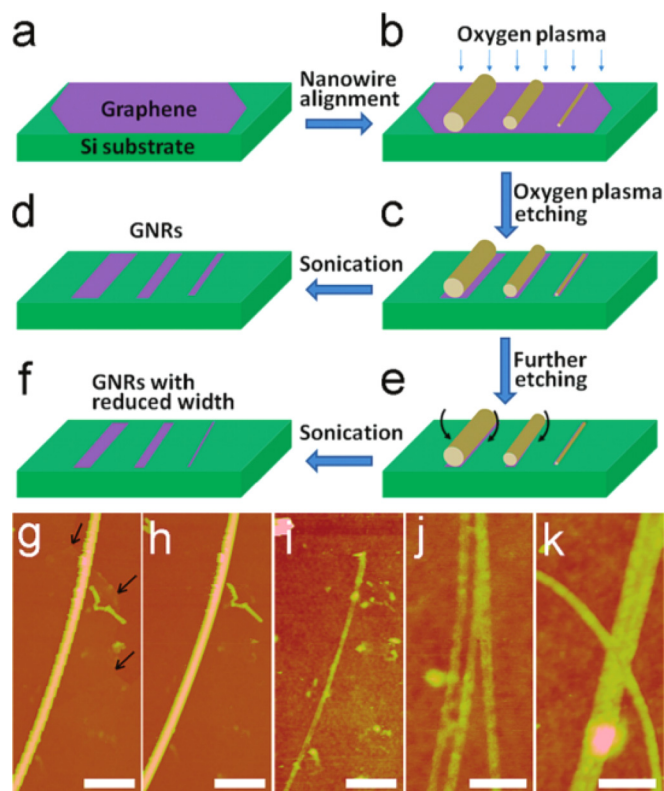 a
b
Oxygen plasma
Nanowire
alignment
Graphene
Si substrate
Oxygen plasma
etching
d
GNRs
c
Sonication
Further
etching
f
GNRs with
reduced width
e
Sonication
g
h
i
j
k